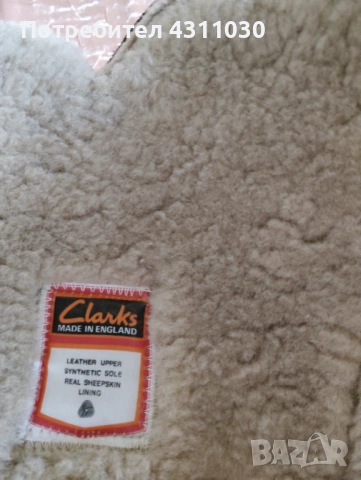 Потребител 4311030
Clarks
MADE IN ENGLAND
LEATHER UPPER
SYNTHETIC SOLE
REAL SHEEPSKIN
LINING
BAZAR